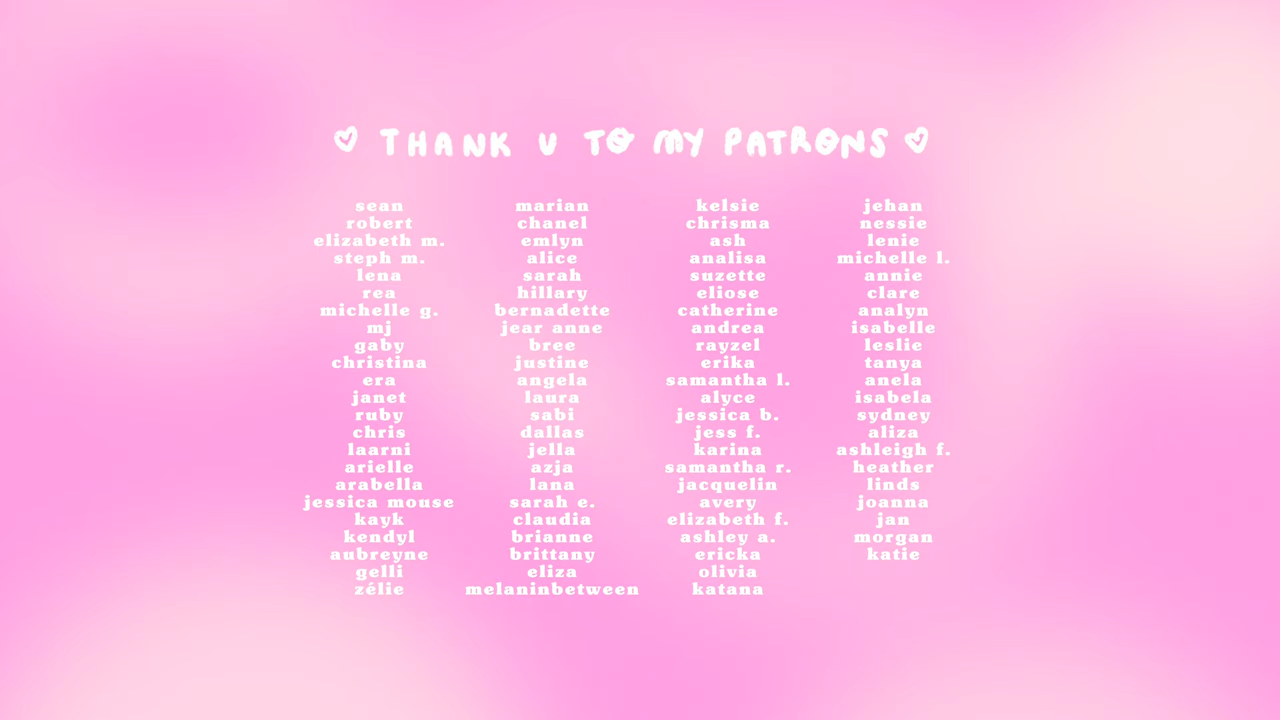 THANK U TO MY PATRONS
sean
robert
elizabeth m.
steph m.
lena
rea
michelle g.
mj
gaby
christina
era
janet
ruby
chris
laarni
arielle
arabella
jessica mouse
kayk
kendyl
aubreyne
gelli
zélie
marian
chanel
emlyn
alice
sarah
hillary
bernadette
jear anne
bree
justine
angela
laura
sabi
dallas
jella
azja
lana
sarah e.
claudia
brianne
brittany
eliza
melaninbetween
kelsie
chrisma
ash
analisa
suzette
eliose
catherine
andrea
rayzel
erika
samantha l.
alyce
jessica b.
jess f.
karina
samantha r.
jacquelin
avery
elizabeth f.
ashley a.
ericka
olivia
katana
jehan
nessie
lenie
michelle l.
annie
clare
analyn
isabelle
leslie
tanya
anela
isabela
sydney
aliza
ashleigh f.
heather
linds
joanna
jan
morgan
katie